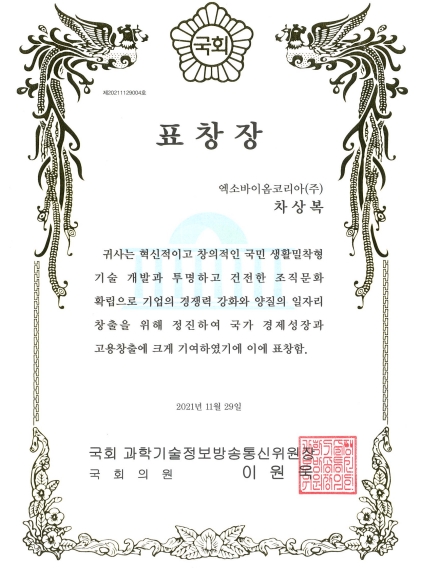 국회
제20211129004호
표창장
엑소바이옴코리아(주)
차상복
귀사는 혁신적이고 창의적인 국민 생활밀착형
기술 개발과 투명하고 건전한 조직문화
확립으로 기업의 경쟁력 강화와 양질의 일자리
창출을 위해 정진하여 국가 경제성장과
고용창출에 크게 기여하였기에 이에 표창함.
2021년 11월 29일
국회 과학기술정보방송통신위원장
국회의원 이원욱